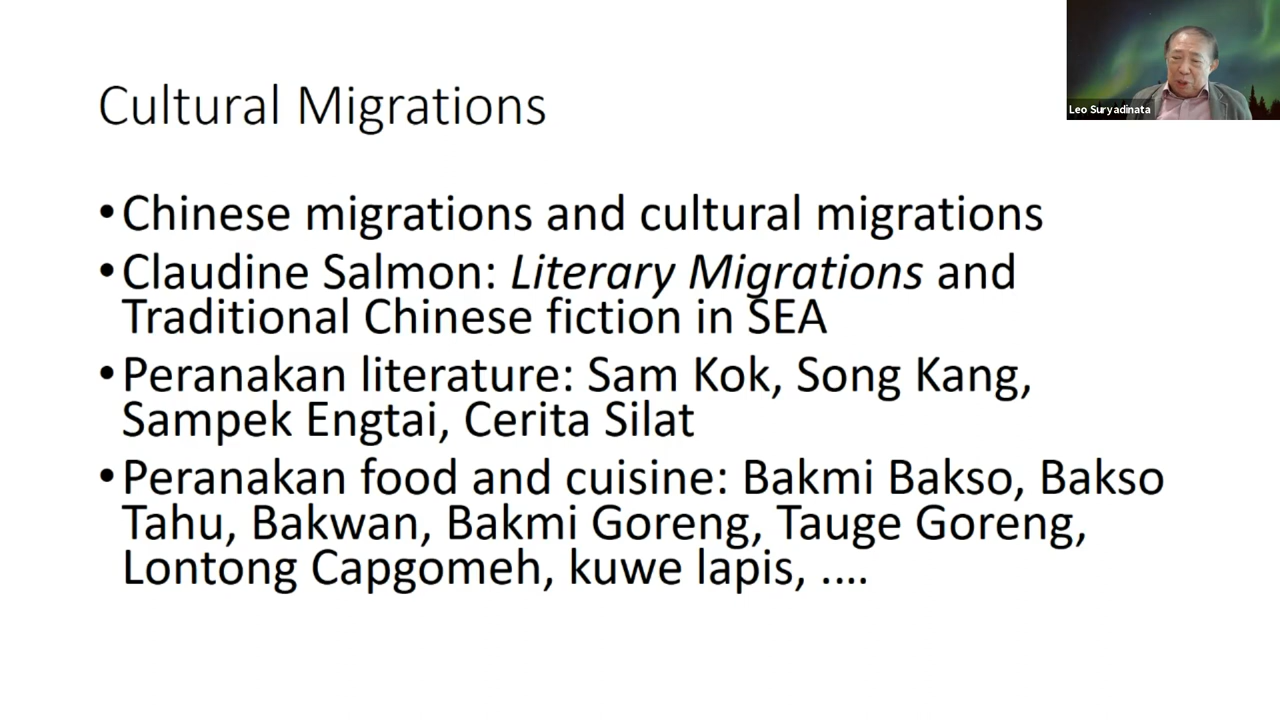 Cultural Migrations
Leo Suryadinata
•Chinese migrations and cultural migrations
•Claudine Salmon: Literary Migrations and
Traditional Chinese fiction in SEA
•Peranakan literature: Sam Kok, Song Kang,
Sampek Engtai, Cerita Silat
•Peranakan food and cuisine: Bakmi Bakso, Bakso
Tahu, Bakwan, Bakmi Goreng, Tauge Goreng,
Lontong Capgomeh, kuwe lapis, ....